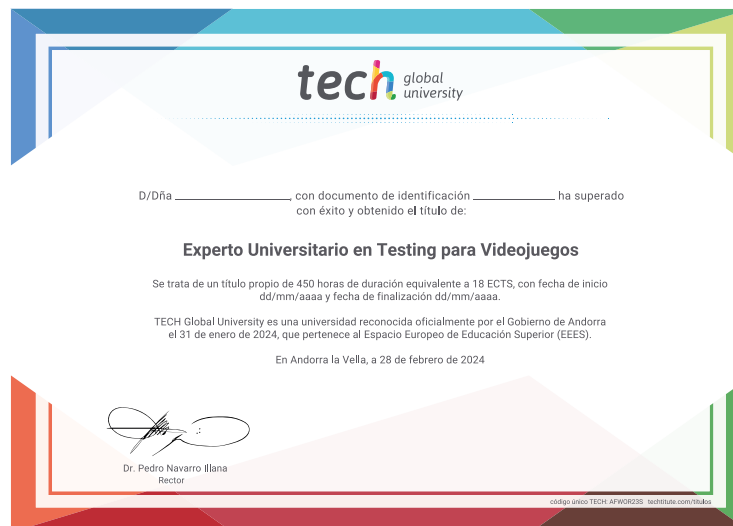 tech global university
D/Dña ____________________, con documento de identificación ______________ ha superado
con éxito y obtenido el título de:
Experto Universitario en Testing para Videojuegos
Se trata de un título propio de 450 horas de duración equivalente a 18 ECTS, con fecha de inicio
dd/mm/aaaa y fecha de finalización dd/mm/aaaa.
TECH Global University es una universidad reconocida oficialmente por el Gobierno de Andorra
el 31 de enero de 2024, que pertenece al Espacio Europeo de Educación Superior (EEES).
En Andorra la Vella, a 28 de febrero de 2024
Dr. Pedro Navarro Illana
Rector
código único TECH: AFWOR23S techtitute.com/titulos